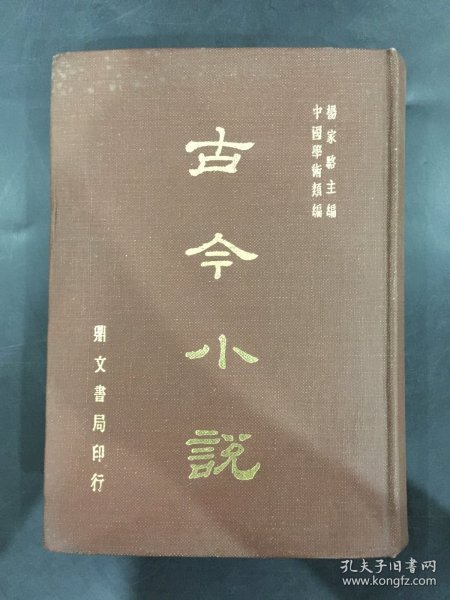 楊家駱主編
中國學術類編
古今小說
鼎文書局印行
孔夫子旧书网
www.kongfz.com